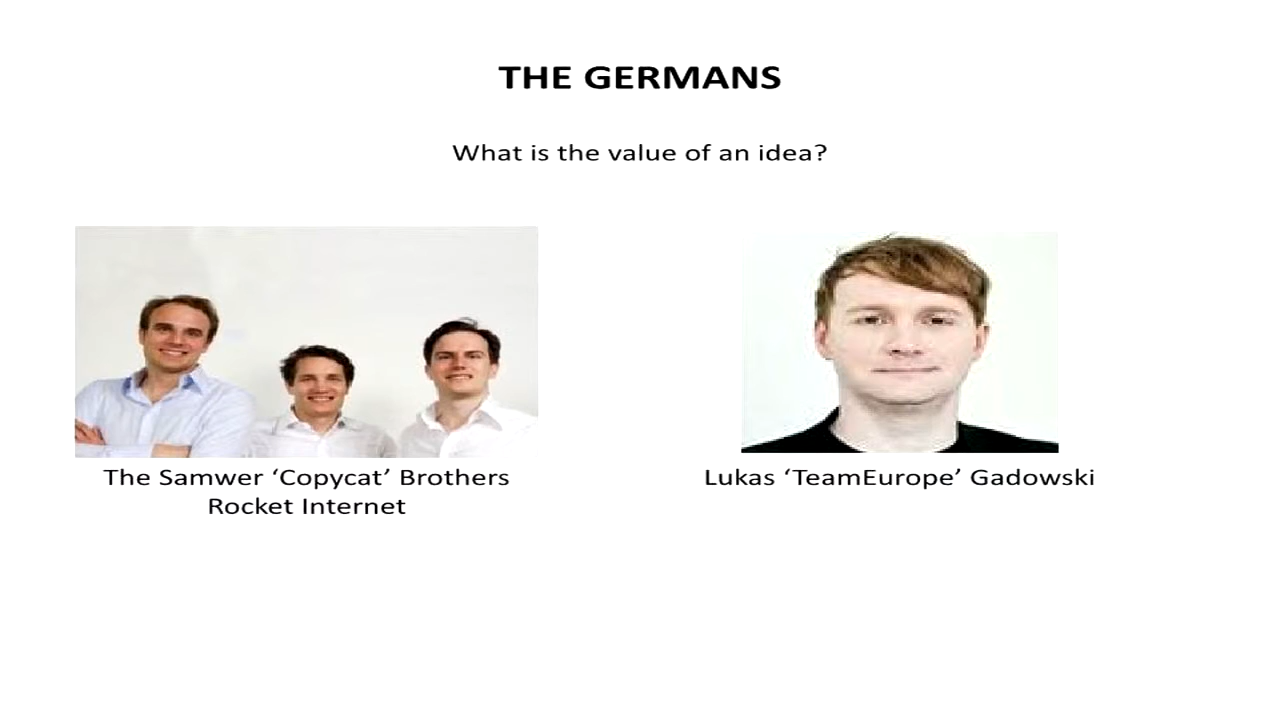 THE GERMANS
What is the value of an idea?
The Samwer ‘Copycat’ Brothers
Rocket Internet
Lukas ‘TeamEurope’ Gadowski